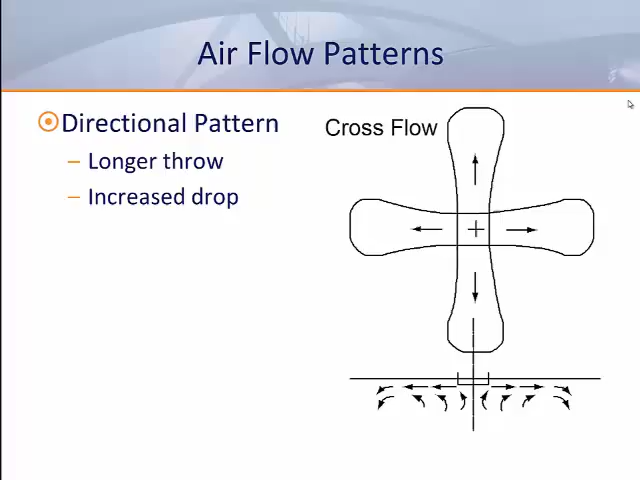 Air Flow Patterns
Directional Pattern
– Longer throw
– Increased drop
Cross Flow